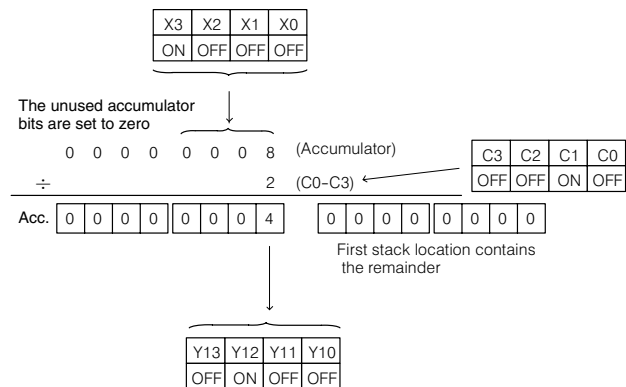 X3 X2 X1 X0
ON OFF OFF OFF
The unused accumulator
bits are set to zero
0 0 0 0 0 0 0 8 (Accumulator)
÷ 2 (C0–C3)
C3 C2 C1 C0
OFF OFF ON OFF
Acc. 0 0 0 0 0 0 0 4 0 0 0 0 0 0 0 0
First stack location contains
the remainder
Y13 Y12 Y11 Y10
OFF ON OFF OFF